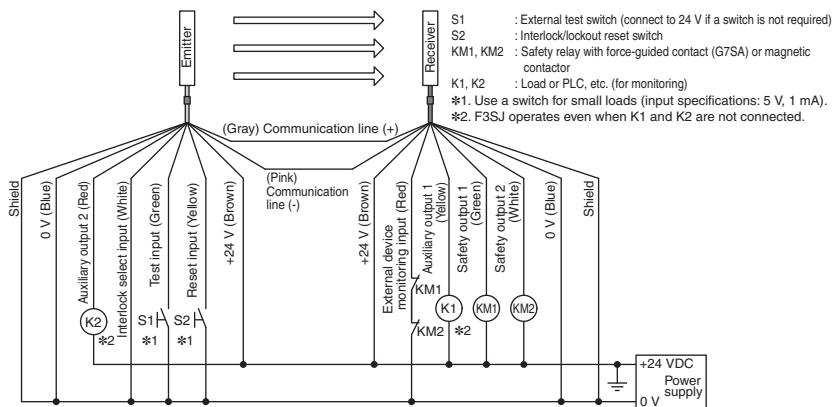 Emitter
Receiver
S1 : External test switch (connect to 24 V if a switch is not required)
S2 : Interlock/lockout reset switch
KM1, KM2 : Safety relay with force-guided contact (G7SA) or magnetic
contactor
K1, K2 : Load or PLC, etc. (for monitoring)
*1. Use a switch for small loads (input specifications: 5 V, 1 mA).
*2. F3SJ operates even when K1 and K2 are not connected.
(Gray) Communication line (+)
(Pink)
Communication
line (-)
Shield
0 V (Blue)
Auxiliary output 2 (Red)
Interlock select input (White)
Test input (Green)
Reset input (Yellow)
+24 V (Brown)
+24 V (Brown)
External device
monitoring input (Red)
Auxiliary output 1
(Yellow)
Safety output 1
(Green)
Safety output 2
(White)
0 V (Blue)
Shield
K2
*2
S1
*1
S2
*1
KM1
KM2
K1
*2
KM1
KM2
+24 VDC
Power
supply
0 V